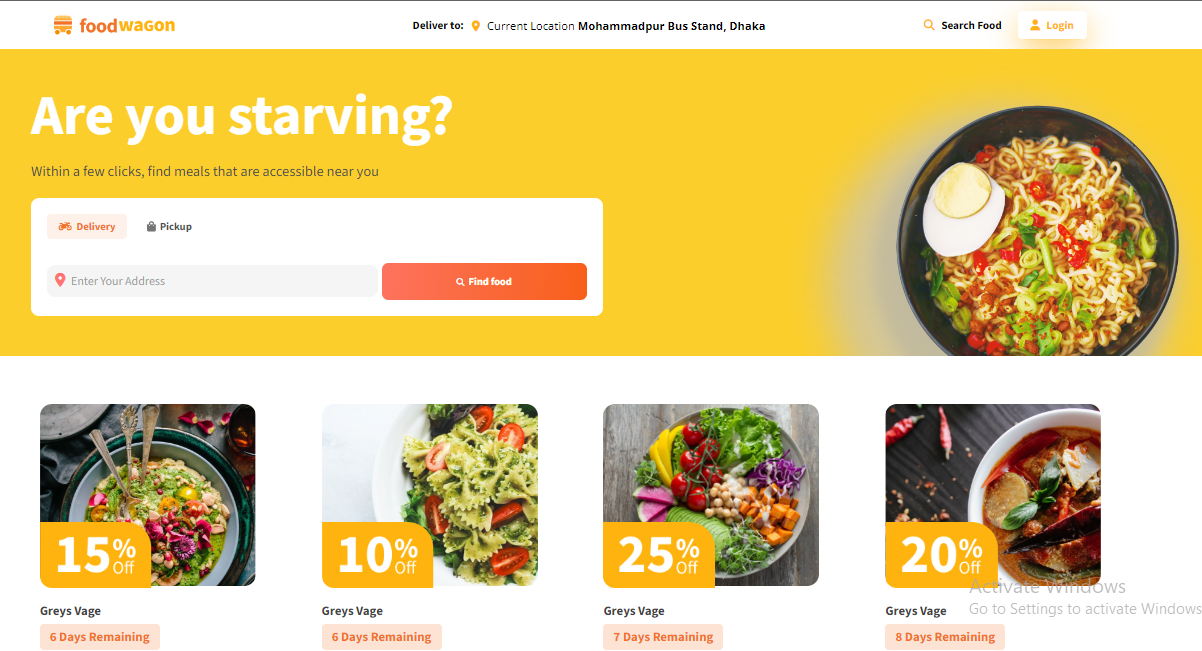 foodwagon
Deliver to: Current Location Mohammadpur Bus Stand, Dhaka
Search Food
Login
Are you starving?
Within a few clicks, find meals that are accessible near you
Delivery
Pickup
Enter Your Address
Find food
15% Off
10% Off
25% Off
20% Off
Greys Vage
Greys Vage
Greys Vage
Greys Vage
6 Days Remaining
6 Days Remaining
7 Days Remaining
8 Days Remaining
Activate Windows
Go to Settings to activate Windows